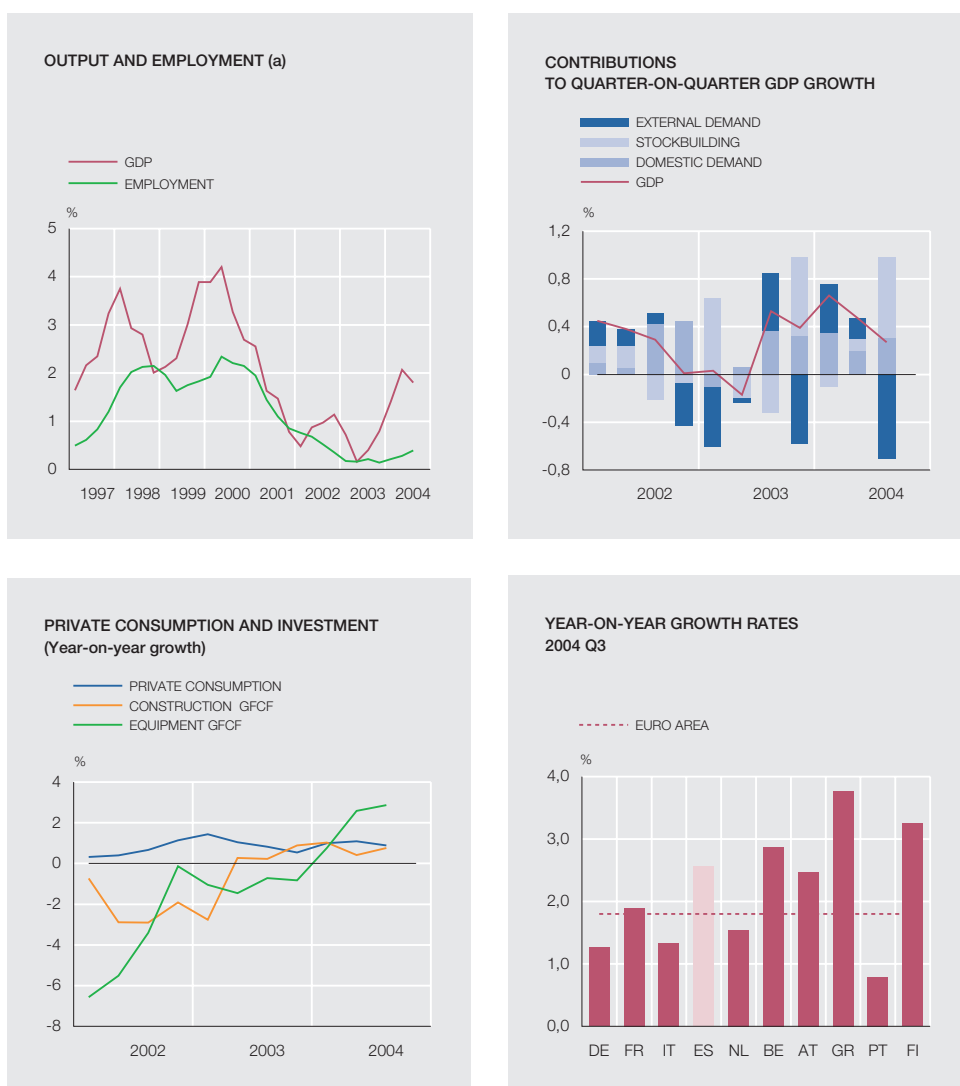 OUTPUT AND EMPLOYMENT (a)
GDP
EMPLOYMENT
%
5
4
3
2
1
0
1997 1998 1999 2000 2001 2002 2003 2004
CONTRIBUTIONS
TO QUARTER-ON-QUARTER GDP GROWTH
EXTERNAL DEMAND
STOCKBUILDING
DOMESTIC DEMAND
GDP
%
1,2
0,8
0,4
0
-0,4
-0,8
2002 2003 2004
PRIVATE CONSUMPTION AND INVESTMENT
(Year-on-year growth)
PRIVATE CONSUMPTION
CONSTRUCTION GFCF
EQUIPMENT GFCF
%
4
2
0
-2
-4
-6
-8
2002 2003 2004
YEAR-ON-YEAR GROWTH RATES
2004 Q3
EURO AREA
%
4,0
3,0
2,0
1,0
0,0
DE FR IT ES NL BE AT GR PT FI